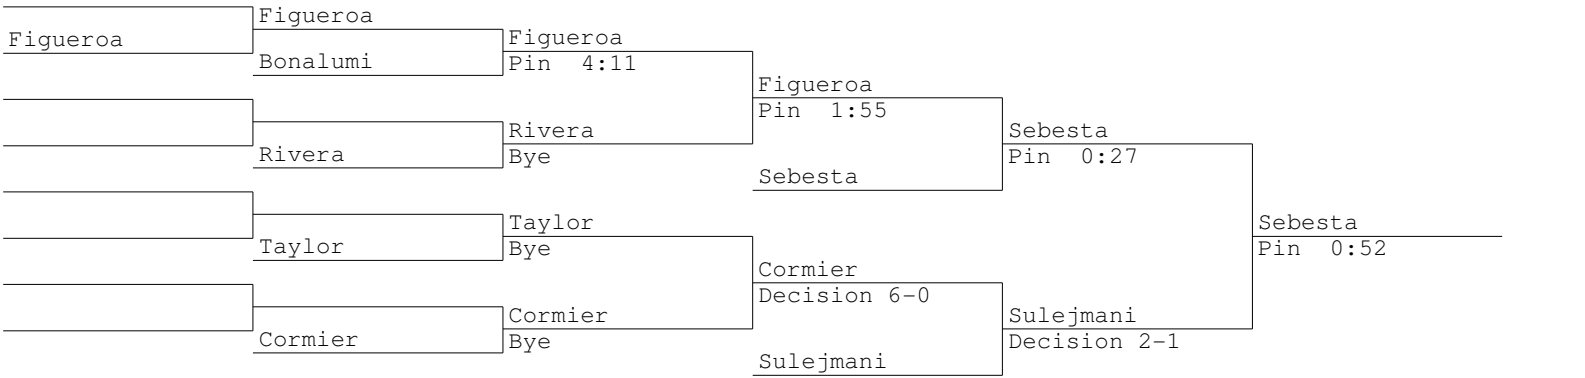 Figueroa
Figueroa
Bonalumi
Figueroa
Pin 4:11
Rivera
Rivera
Bye
Figueroa
Pin 1:55
Sebesta
Sebesta
Pin 0:27
Taylor
Taylor
Bye
Cormier
Cormier
Bye
Cormier
Decision 6-0
Sulejmani
Sulejmani
Decision 2-1
Sebesta
Pin 0:52